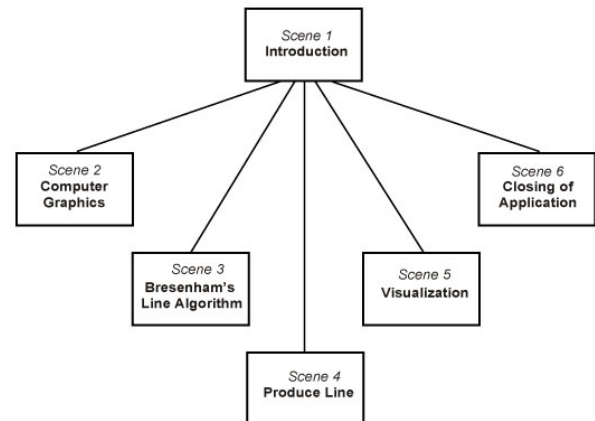 Scene 1
Introduction
Scene 2
Computer
Graphics
Scene 3
Bresenham's
Line Algorithm
Scene 4
Produce Line
Scene 5
Visualization
Scene 6
Closing of
Application